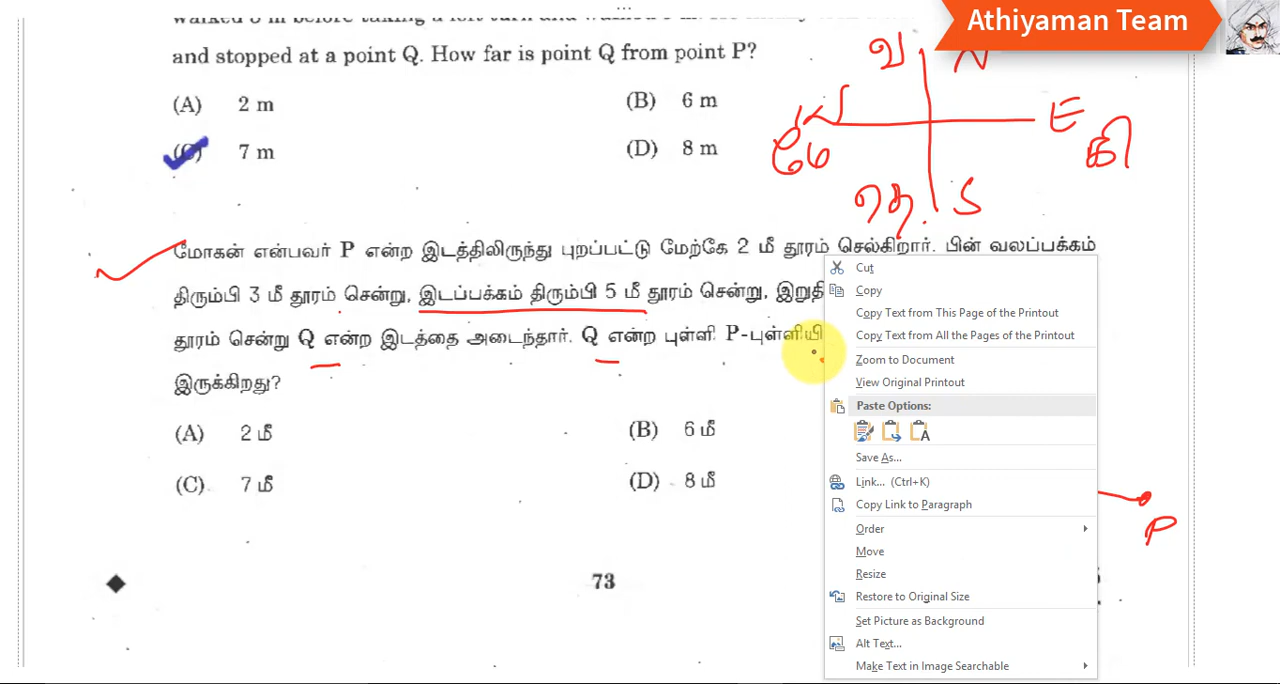 Athiyaman Team
and stopped at a point Q. How far is point Q from point P?
(A) 2 m
(B) 6 m
(C) 7 m
(D) 8 m
வ N
W E
மே கி
தெ. S
மோகன் என்பவர் P என்ற இடத்திலிருந்து புறப்பட்டு மேற்கே 2 மீ தூரம் செல்கிறார். பின் வலப்பக்கம்
திரும்பி 3 மீ தூரம் சென்று, இடப்பக்கம் திரும்பி 5 மீ தூரம் சென்று,
தூரம் சென்று Q என்ற இடத்தை அடைந்தார். Q என்ற புள்ளி
இருக்கிறது?
(A) 2 மீ
(B) 6 மீ
(C) 7 மீ
(D) 8 மீ
P
73
Cut
Copy
Copy Text from This Page of the Printout
Copy Text from All the Pages of the Printout
Zoom to Document
View Original Printout
Paste Options:
Save As...
Link... (Ctrl+K)
Copy Link to Paragraph
Order
Move
Resize
Restore to Original Size
Set Picture as Background
Alt Text...
Make Text in Image Searchable